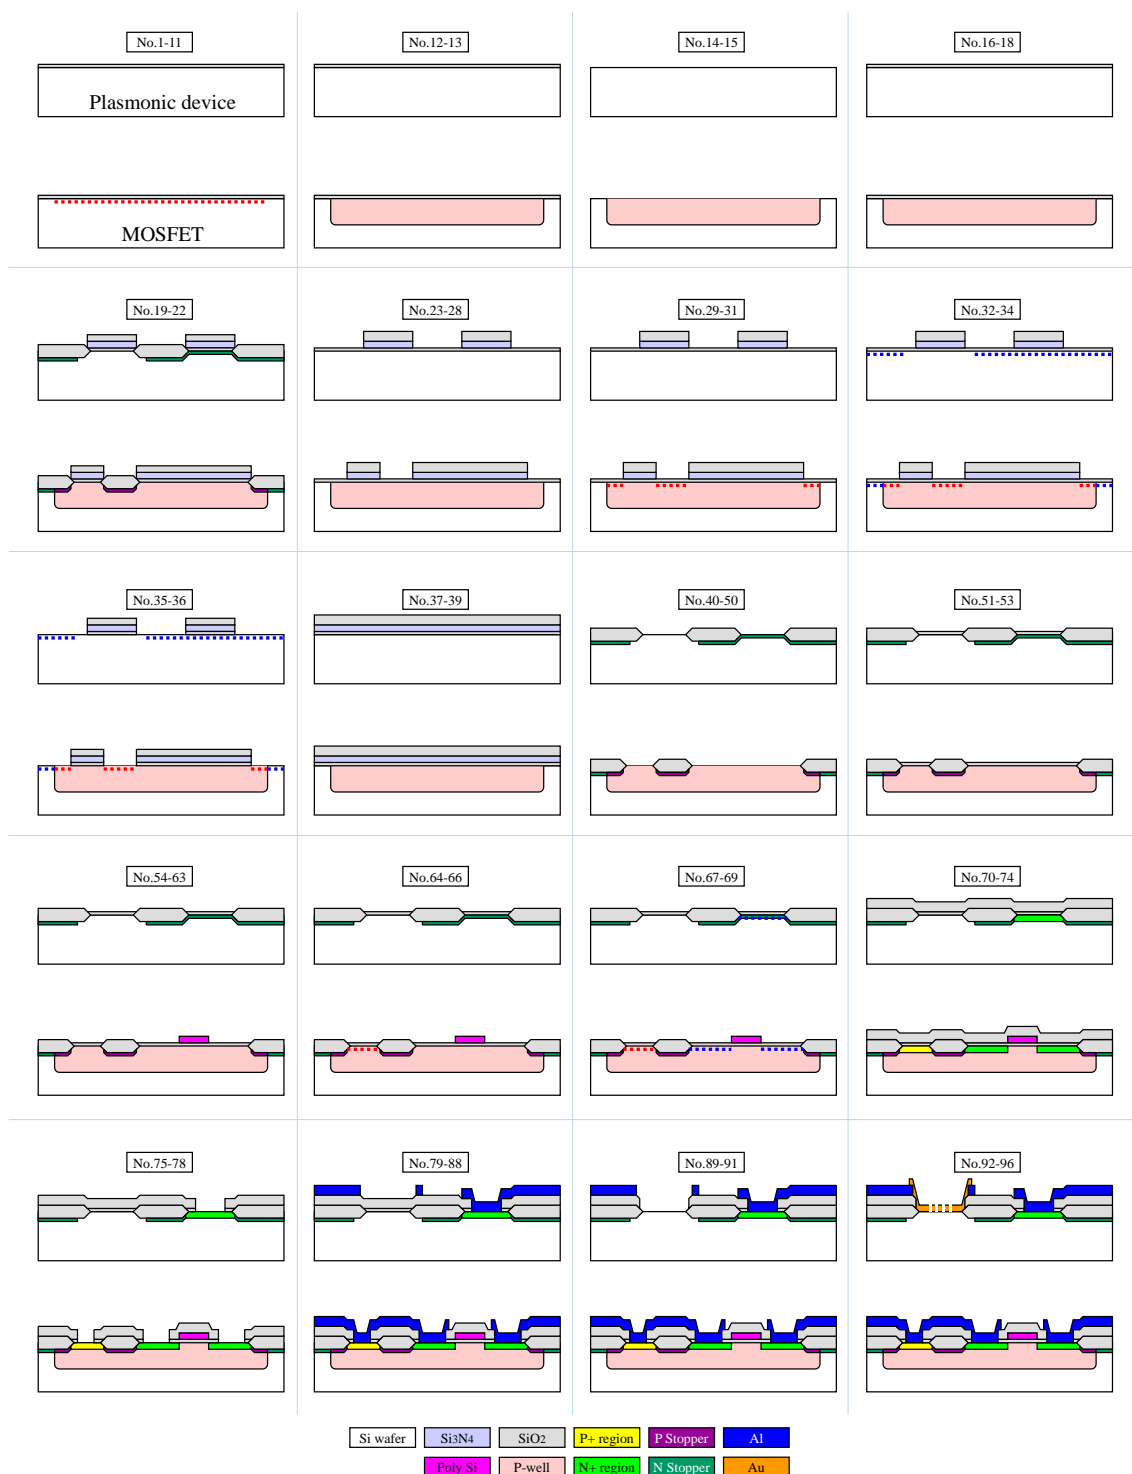 No.1-11
No.12-13
No.14-15
No.16-18
Plasmonic device
MOSFET
No.19-22
No.23-28
No.29-31
No.32-34
No.35-36
No.37-39
No.40-50
No.51-53
No.54-63
No.64-66
No.67-69
No.70-74
No.75-78
No.79-88
No.89-91
No.92-96
Si wafer
Si3N4
SiO2
P+ region
P Stopper
Al
Poly Si
P-well
N+ region
N Stopper
Au